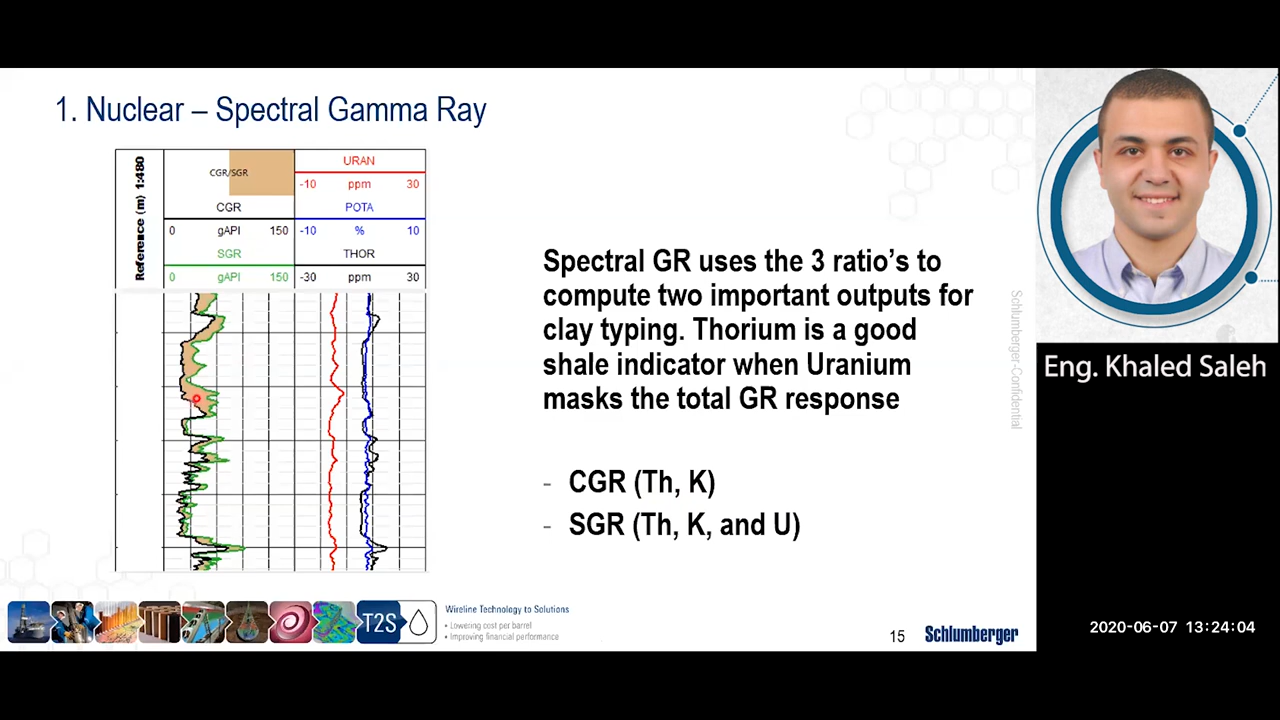 1. Nuclear – Spectral Gamma Ray
Reference (m) 1:480
CGR/SGR
CGR
0 gAPI 150
SGR
0 gAPI 150
URAN
-10 ppm 30
POTA
-10 % 10
THOR
-30 ppm 30
Spectral GR uses the 3 ratio's to
compute two important outputs for
clay typing. Thorium is a good
shale indicator when Uranium
masks the total GR response
- CGR (Th, K)
- SGR (Th, K, and U)
Schlumberger-Confidential
T2S
Wireline Technology to Solutions
• Lowering cost per barrel
• Improving financial performance
15
Schlumberger
Eng. Khaled Saleh
2020-06-07 13:24:04